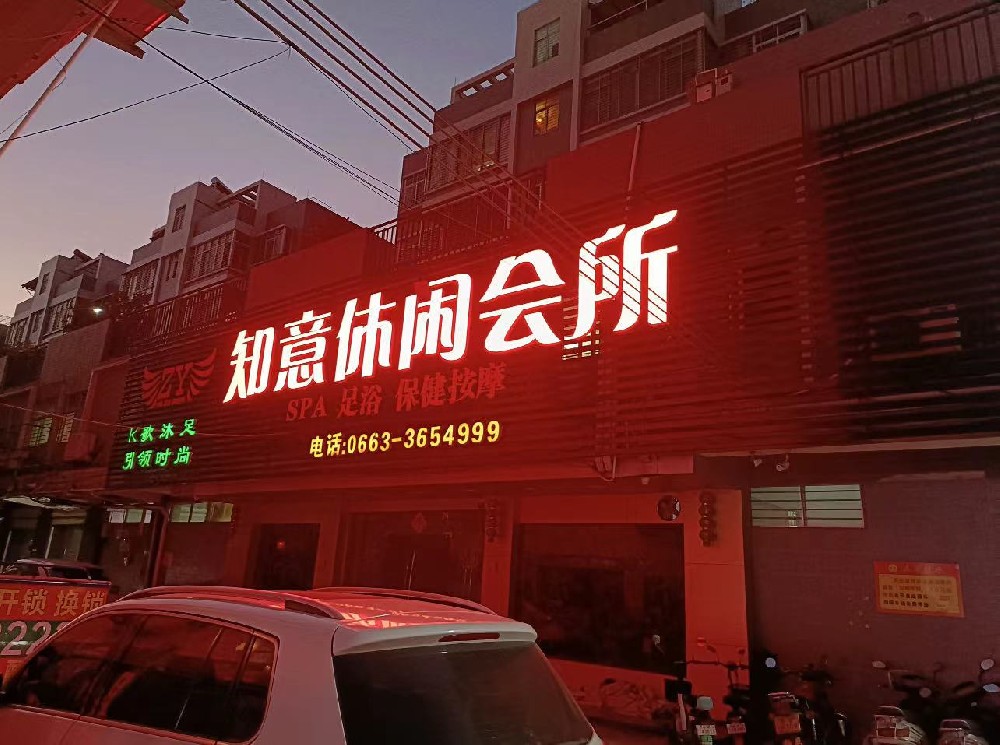 知意休闲会所
ZY
SPA 足浴 保健按摩
K歌沐足
引领时尚
电话:0663-3654999
开锁 换锁